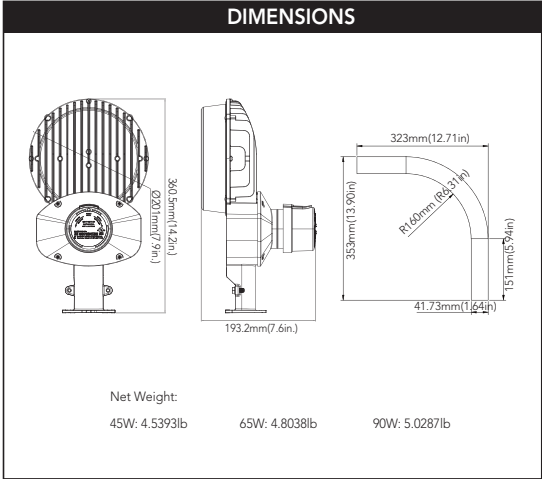 DIMENSIONS
Ø201mm(7.9in.)
360.5mm(14.2in.)
193.2mm(7.6in.)
323mm(12.71in)
353mm(13.90in)
R160mm (R6.31in)
151mm(5.94in)
41.73mm(1.64in)
Net Weight:
45W: 4.5393lb 65W: 4.8038lb 90W: 5.0287lb